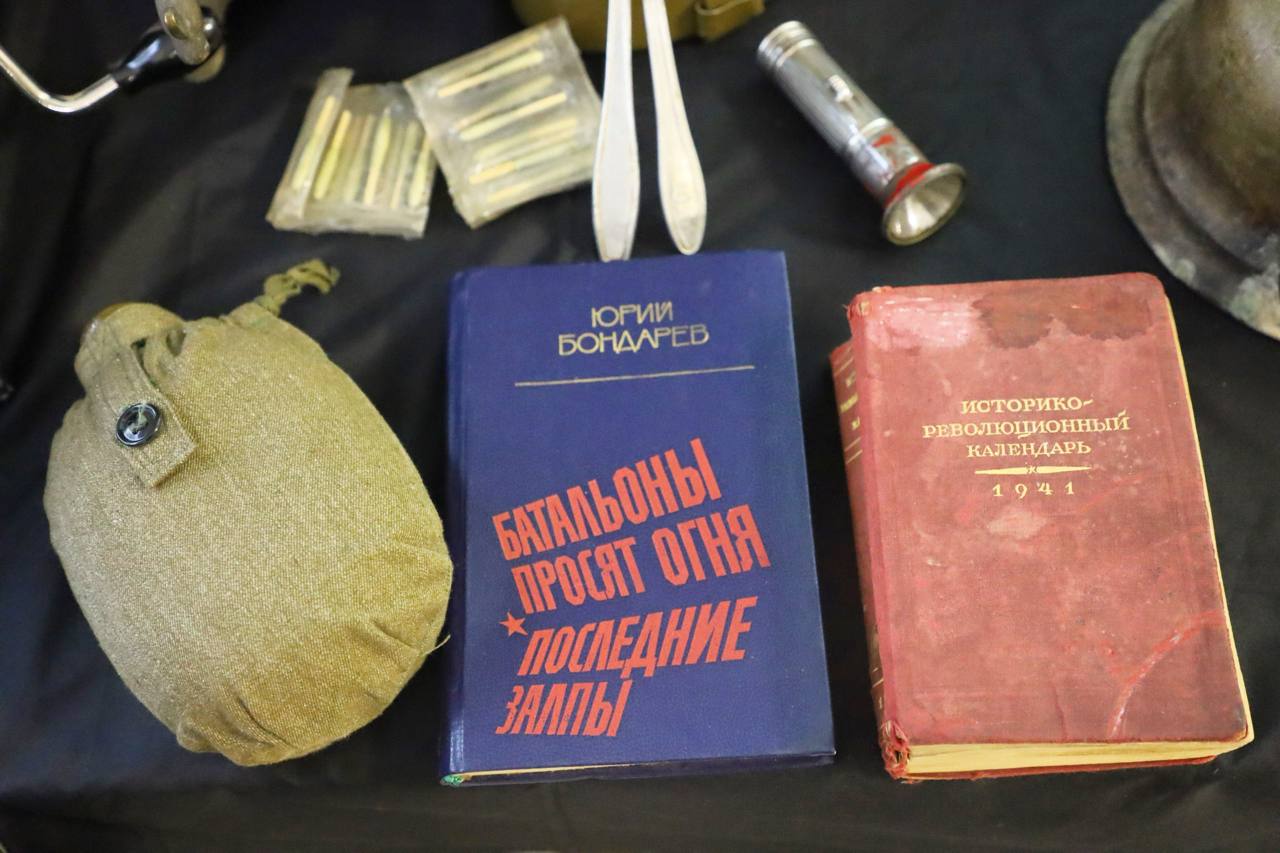 ЮРИЙ
БОНДАРЕВ
БАТАЛЬОНЫ
ПРОСЯТ ОГНЯ
ПОСЛЕДНИЕ
ЗАЛПЫ
ИСТОРИКО-
РЕВОЛЮЦИОННЫЙ
КАЛЕНДАРЬ
1941